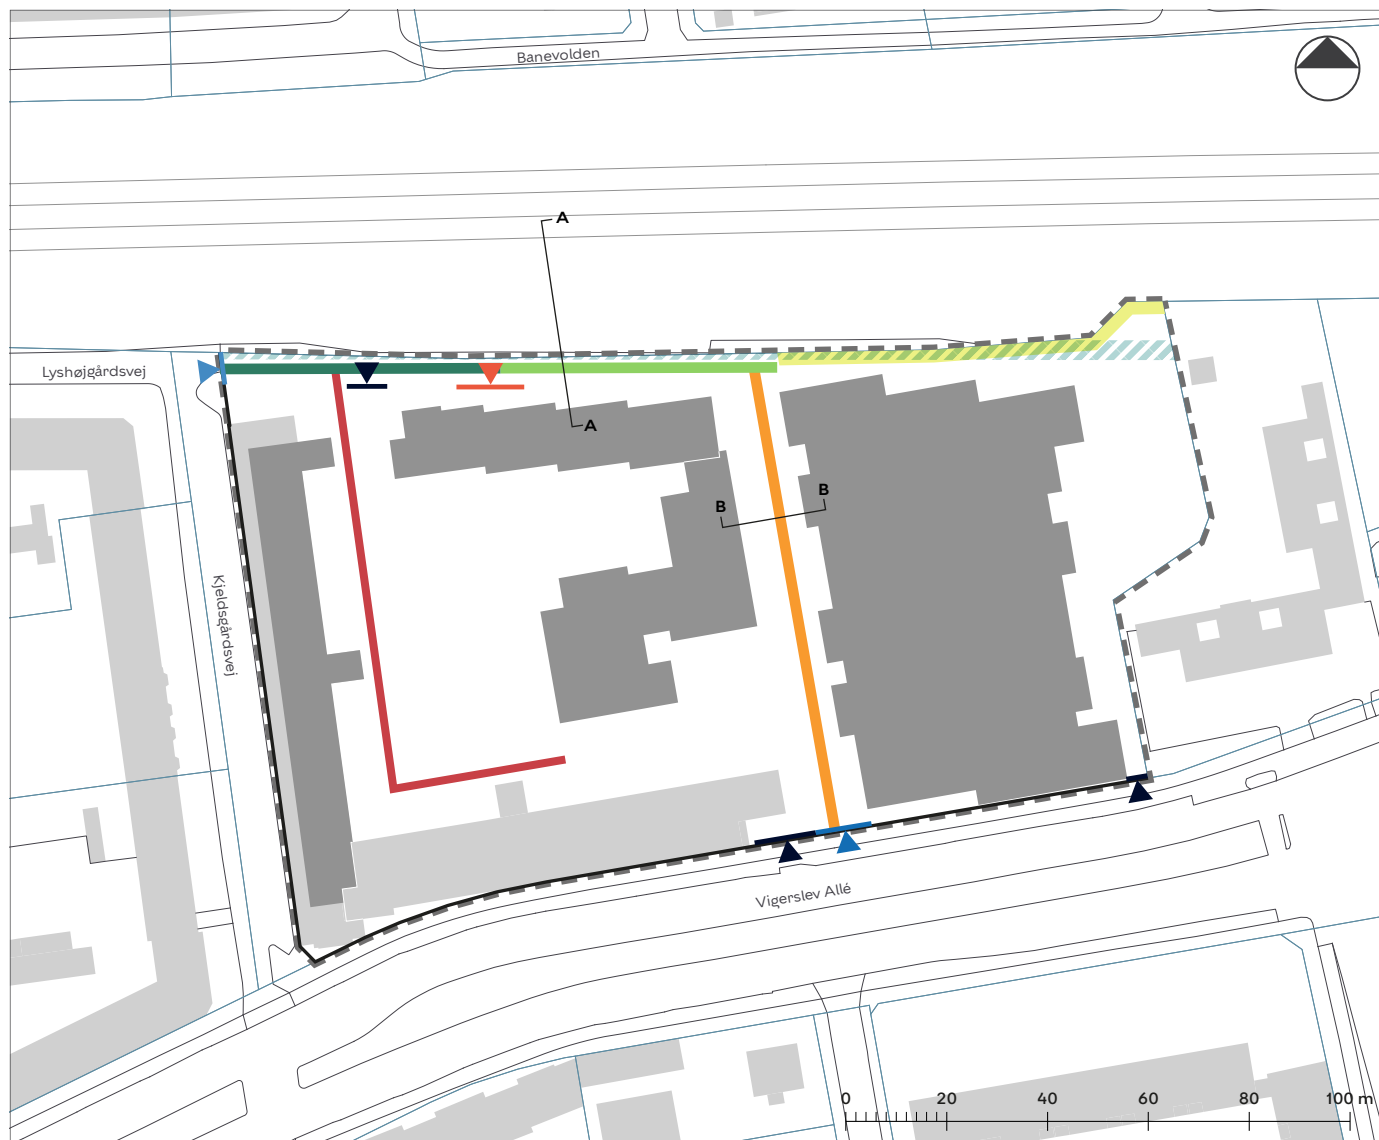 Banevolden
A
Lyshøjgårdsvej
A
B
B
Kjeldsgårdsvej
Vigerslev Allé
0 20 40 60 80 100 m